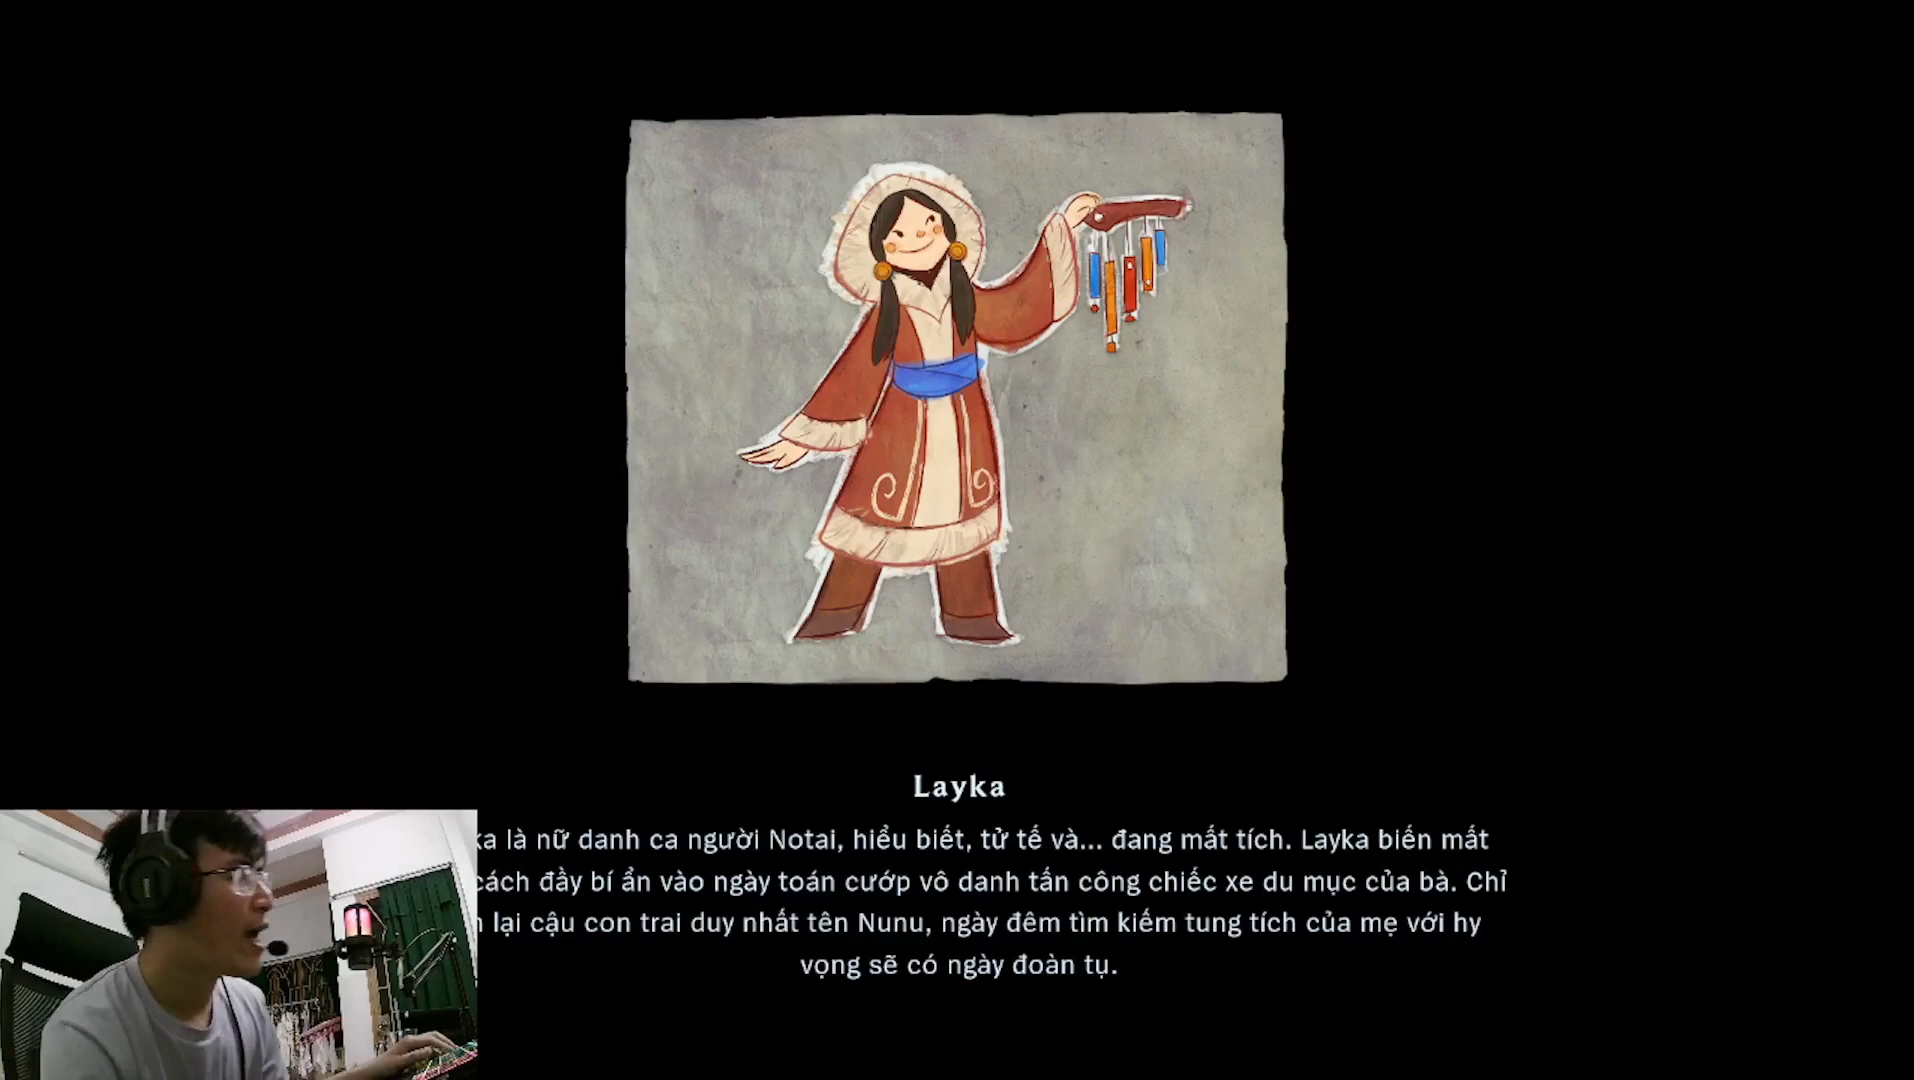 Layka
là nữ danh ca người Notai, hiểu biết, tử tế và... đang mất tích. Layka biến mất
cách đầy bí ẩn vào ngày toán cướp vô danh tấn công chiếc xe du mục của bà. Chỉ
lại cậu con trai duy nhất tên Nunu, ngày đêm tìm kiếm tung tích của mẹ với hy
vọng sẽ có ngày đoàn tụ.